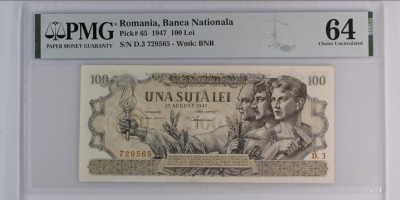 PMG
PAPER MONEY GUARANTY
Romania, Banca Nationala
Pick# 65 1947 100 Lei
S/N D.3 729565 - Wmk: BNR
64
Choice Uncirculated
100
100
UNA SUTĂ LEI
27 AUGUST 1947
100
729565
D. 3